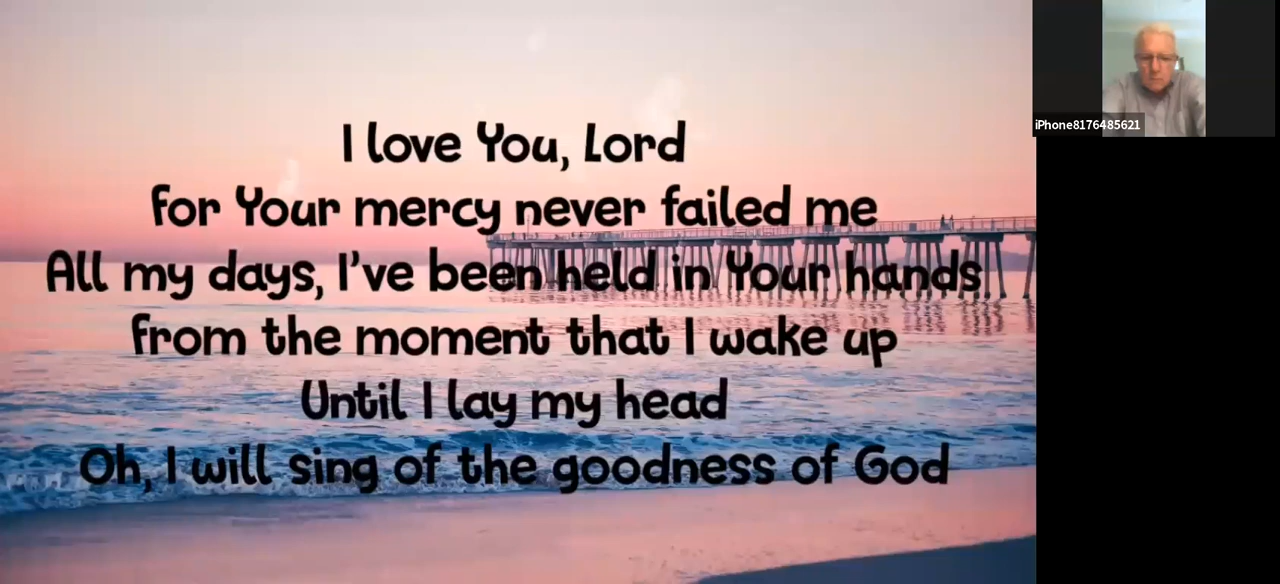 I love You, Lord
For Your mercy never failed me
All my days, I've been held in Your hands
From the moment that I wake up
Until I lay my head
Oh, I will sing of the goodness of God
iPhone8176485621